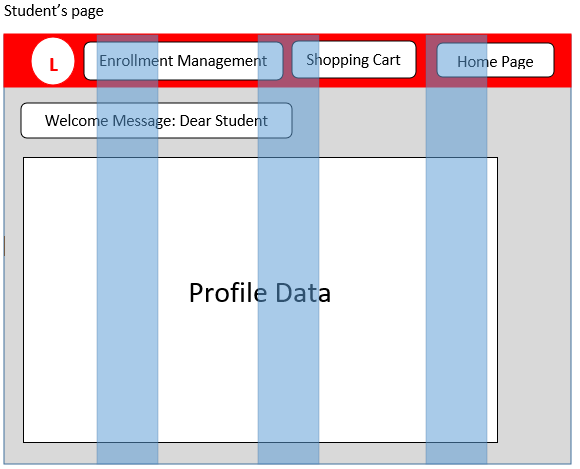 Student’s page
L
Enrollment Management
Shopping Cart
Home Page
Welcome Message: Dear Student
Profile Data